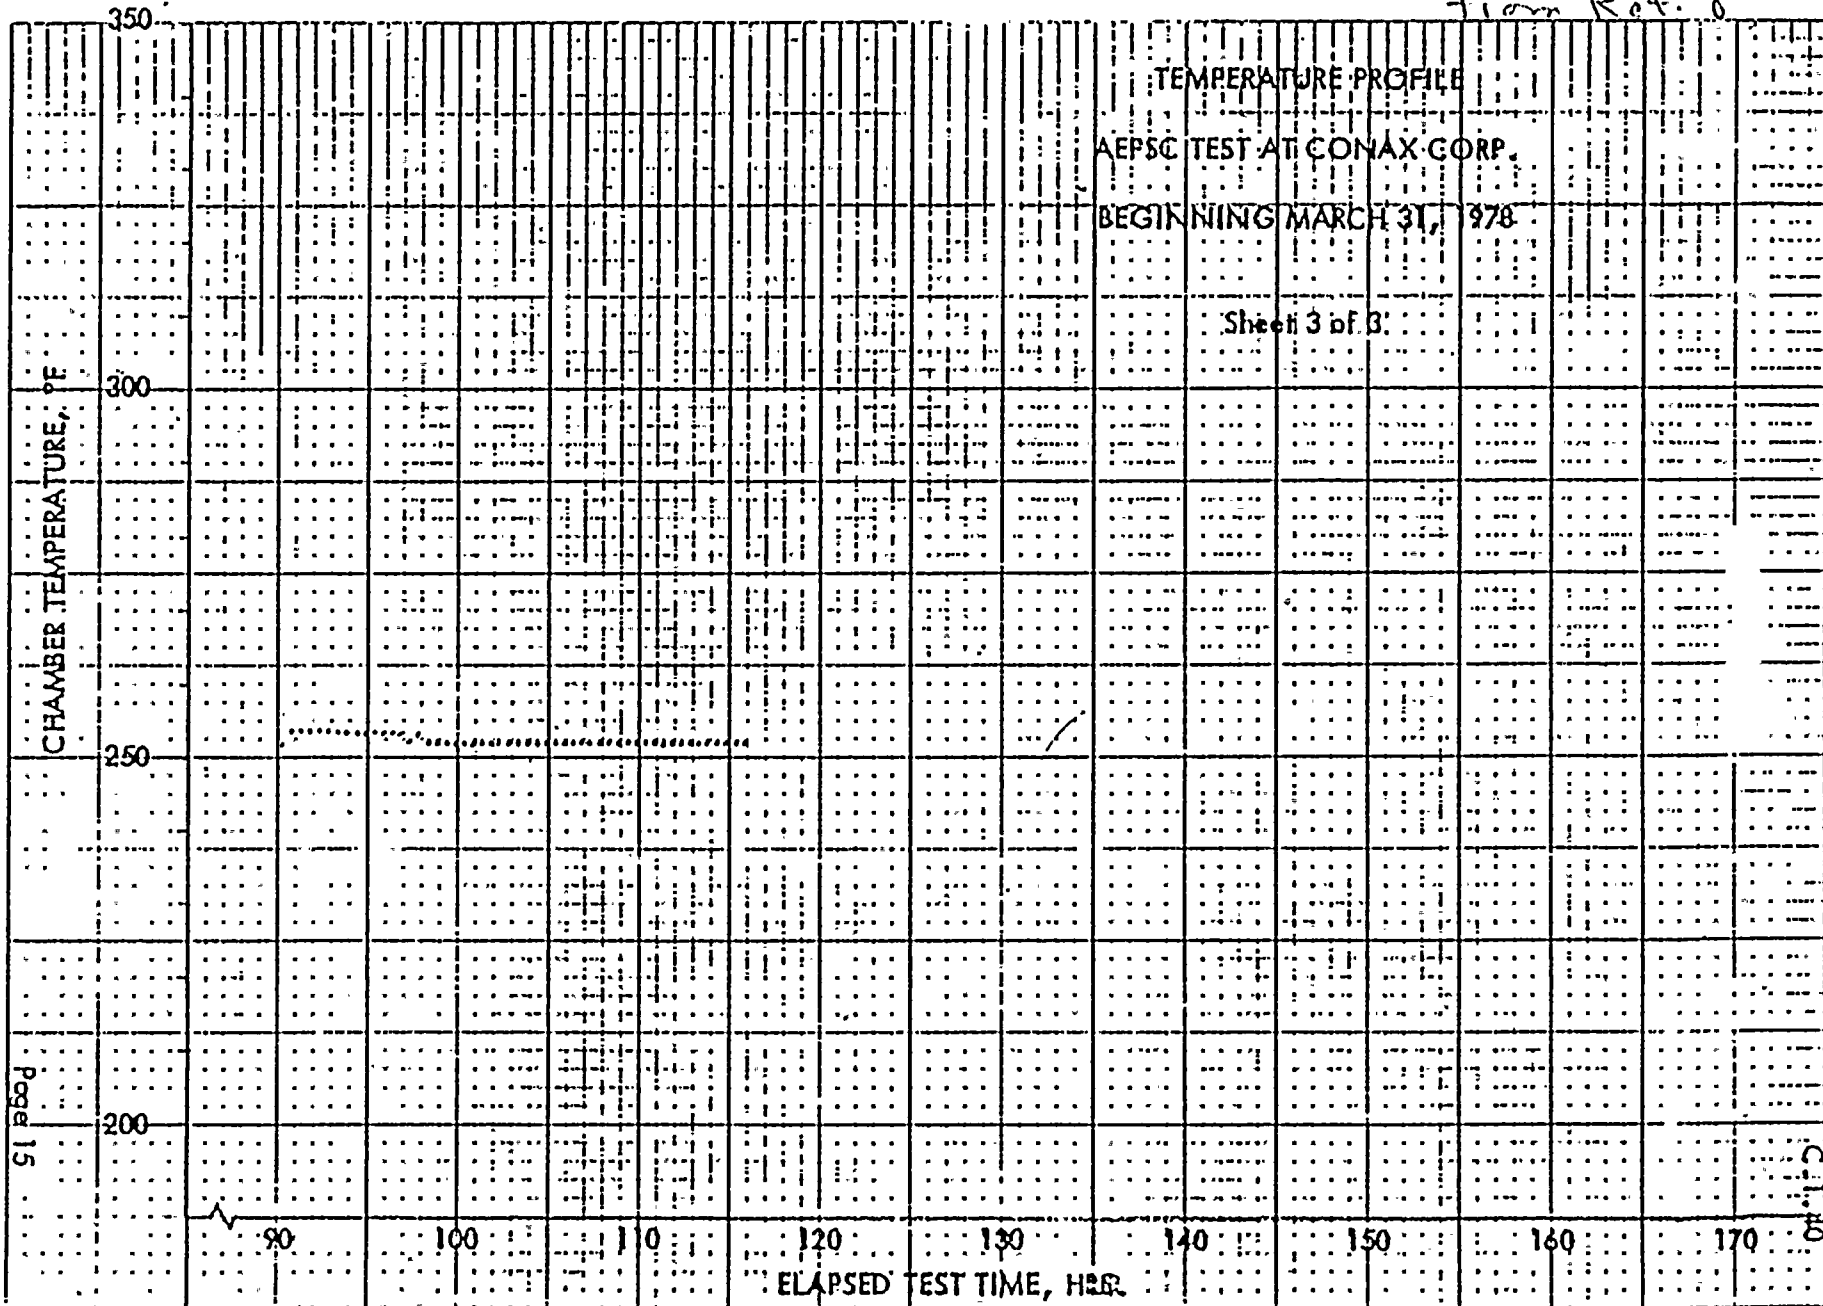 TEMPERATURE PROFILE
AEPSC TEST AT CONAX CORP.
BEGINNING MARCH 31, 1978
Sheet 3 of 3
CHAMBER TEMPERATURE, °F
350
300
250
200
90
100
110
120
130
140
150
160
170
ELAPSED TEST TIME,
Page 15